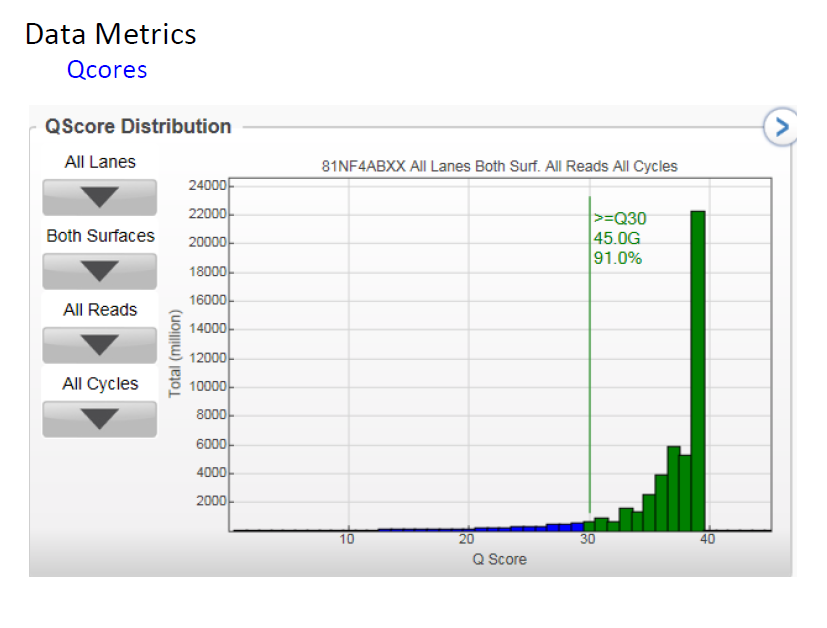 Data Metrics
Qcores
QScore Distribution
All Lanes
Both Surfaces
All Reads
All Cycles
81NF4ABXX All Lanes Both Surf. All Reads All Cycles
Total (million)
24000
22000
20000
18000
16000
14000
12000
10000
8000
6000
4000
2000
>=Q30
45.0G
91.0%
10 20 30 40
Q Score